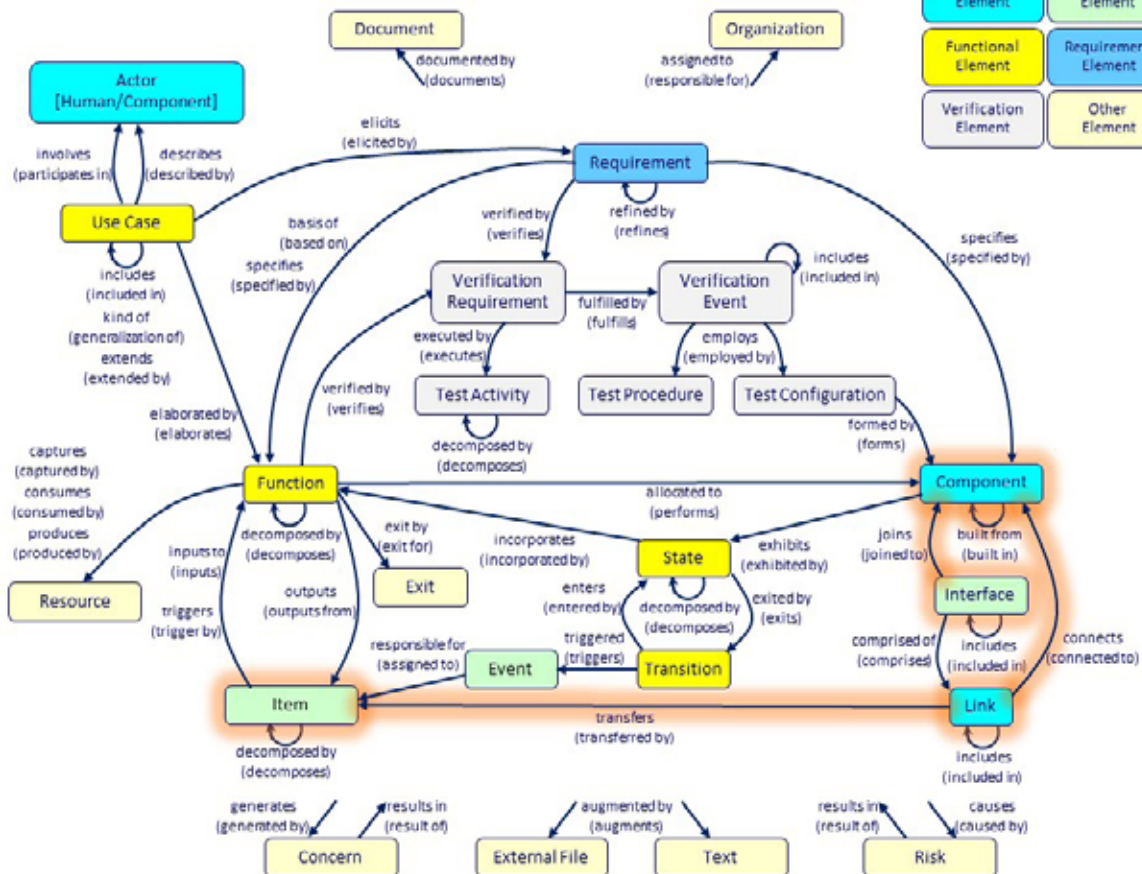 Element
Element
Document
Organization
Functional
Element
Requirement
Element
documented by
(documents)
assigned to
(responsible for)
Actor
[Human/Component]
Verification
Element
Other
Element
elicits
(elicited by)
involves
(participates in)
describes
(described by)
Requirement
Use Case
basis of
(based on)
verified by
(verifies)
refined by
(refines)
specifies
(specified by)
specifies
(specified by)
includes
(included in)
kind of
(generalization of)
extends
(extended by)
Verification
Requirement
fulfilled by
(fulfills)
Verification
Event
includes
(included in)
executed by
(executes)
employs
(employed by)
verified by
(verifies)
Test Activity
Test Procedure
Test Configuration
elaborated by
(elaborates)
decomposed by
(decomposes)
formed by
(forms)
captures
(captured by)
consumes
(consumed by)
produces
(produced by)
Function
allocated to
(performs)
Component
decomposed by
(decomposes)
exit by
(exit for)
incorporates
(incorporated by)
State
exhibits
(exhibited by)
joins
(joined to)
built from
(built in)
inputs to
(inputs)
Resource
Exit
outputs
(outputs from)
enters
(entered by)
decomposed by
(decomposes)
exited by
(exits)
Interface
triggers
(trigger by)
responsible for
(assigned to)
triggered
(triggers)
comprised of
(comprises)
includes
(included in)
connects
(connected to)
Event
Transition
Item
transfers
(transferred by)
Link
decomposed by
(decomposes)
includes
(included in)
generates
(generated by)
results in
(result of)
augmented by
(augments)
results in
(result of)
causes
(caused by)
Concern
External File
Text
Risk